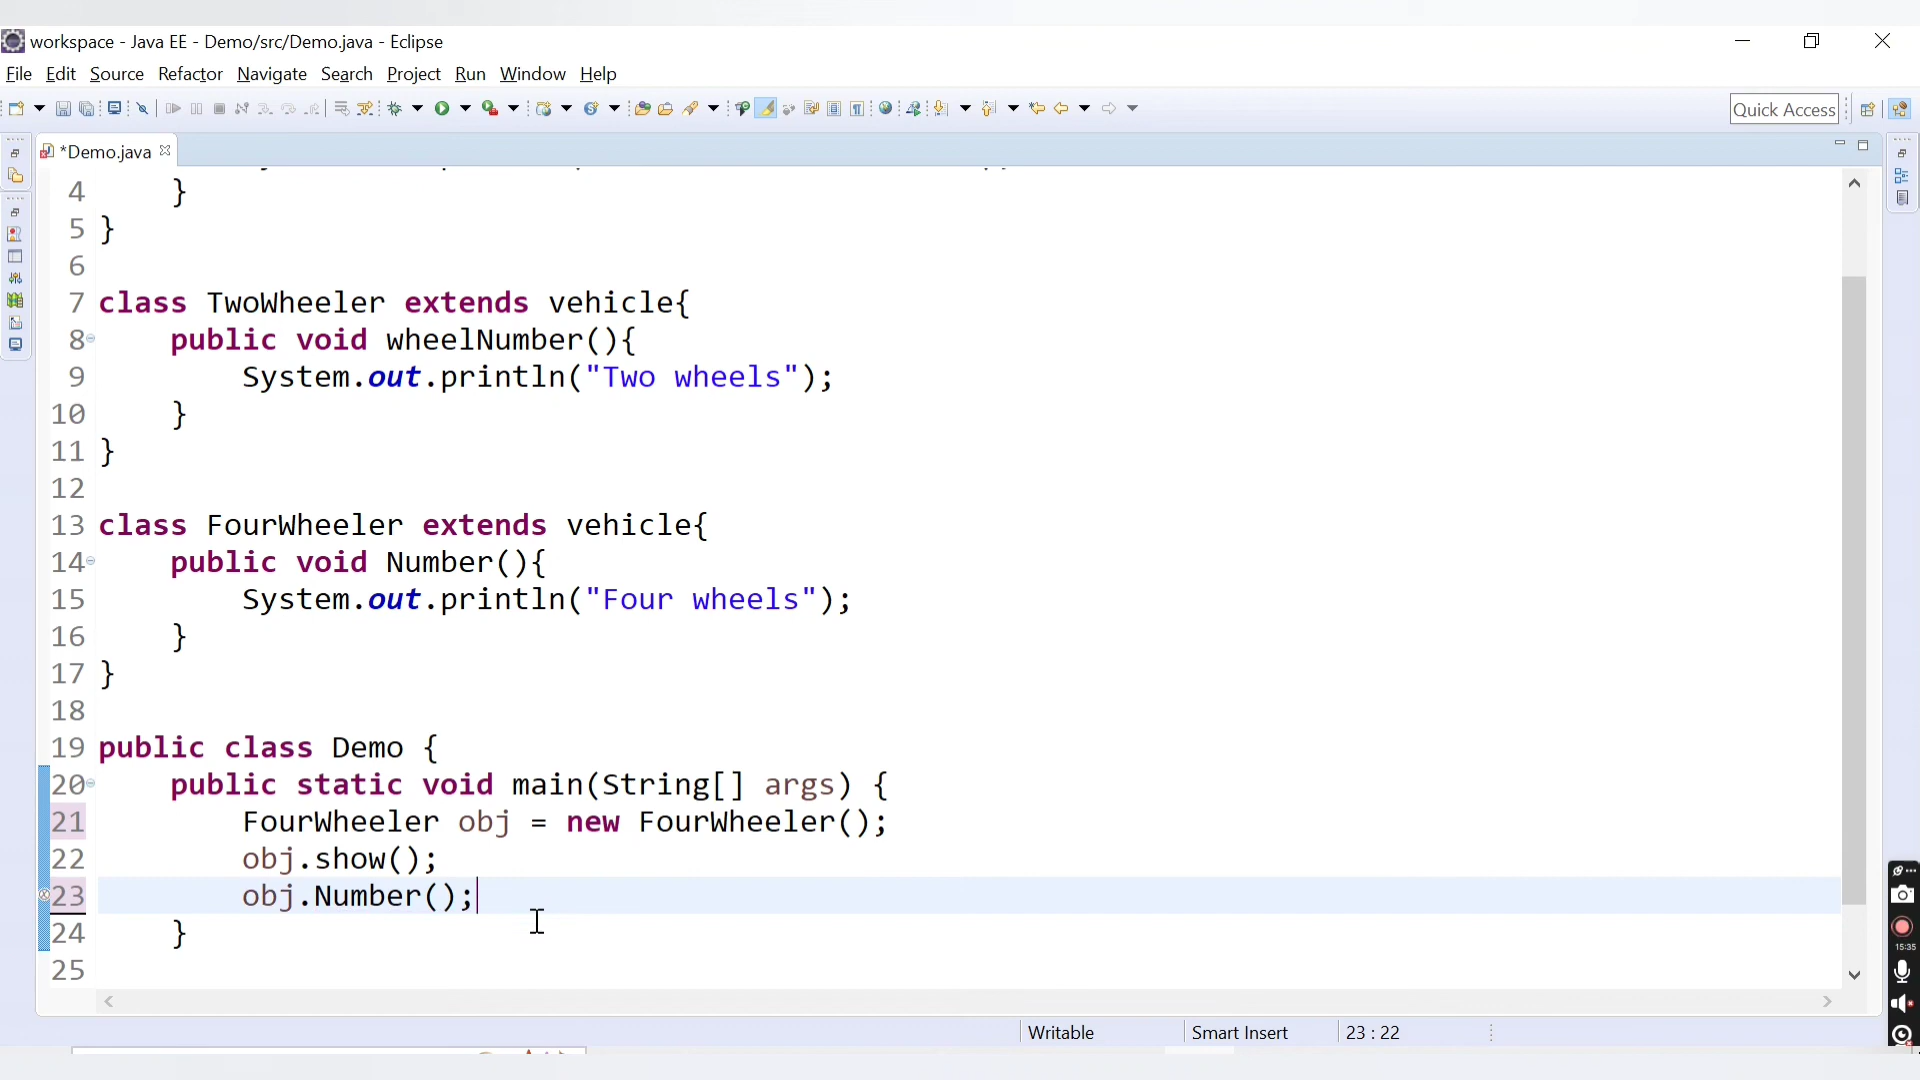 workspace - Java EE - Demo/src/Demo.java - Eclipse
File Edit Source Refactor Navigate Search Project Run Window Help
Quick Access
*Demo.java
4 }
5 }
6
7 class TwoWheeler extends vehicle{
8 public void wheelNumber(){
9 System.out.println("Two wheels");
10 }
11 }
12
13 class FourWheeler extends vehicle{
14 public void Number(){
15 System.out.println("Four wheels");
16 }
17 }
18
19 public class Demo {
20 public static void main(String[] args) {
21 FourWheeler obj = new FourWheeler();
22 obj.show();
23 obj.Number();
24 }
25
15:35
Writable Smart Insert 23 : 22